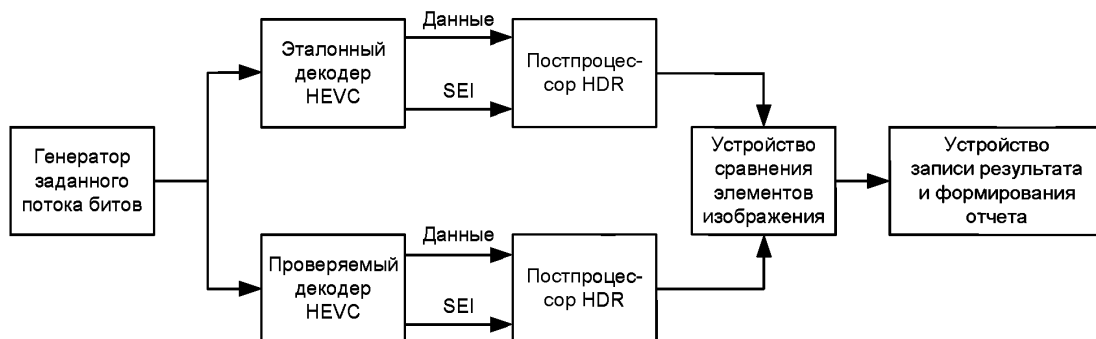 Данные
Эталонный
декодер
HEVC
SEI
Постпроцес-
сор HDR
Генератор
заданного
потока битов
Устройство
сравнения
элементов
изображения
Устройство
записи результата
и формирования
отчета
Данные
Проверяемый
декодер
HEVC
SEI
Постпроцес-
сор HDR